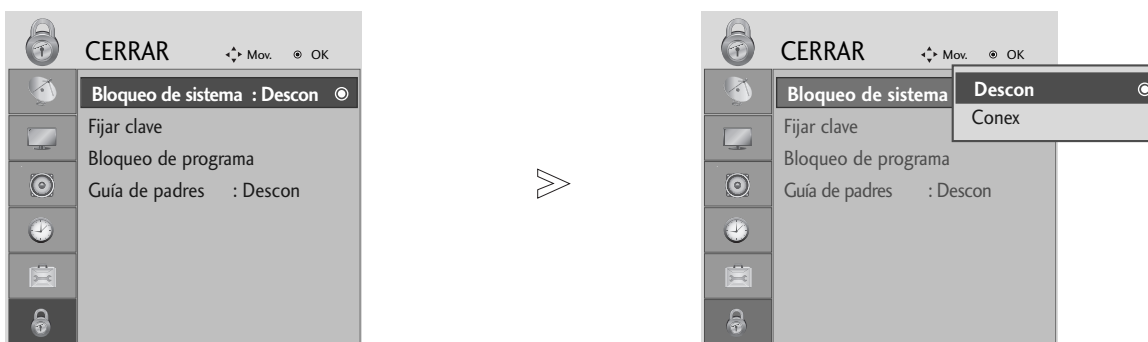 CERRAR Mov. OK
Bloqueo de sistema : Descon
Fijar clave
Bloqueo de programa
Guía de padres : Descon
CERRAR Mov. OK
Bloqueo de sistema
Descon
Conex
Fijar clave
Bloqueo de programa
Guía de padres : Descon